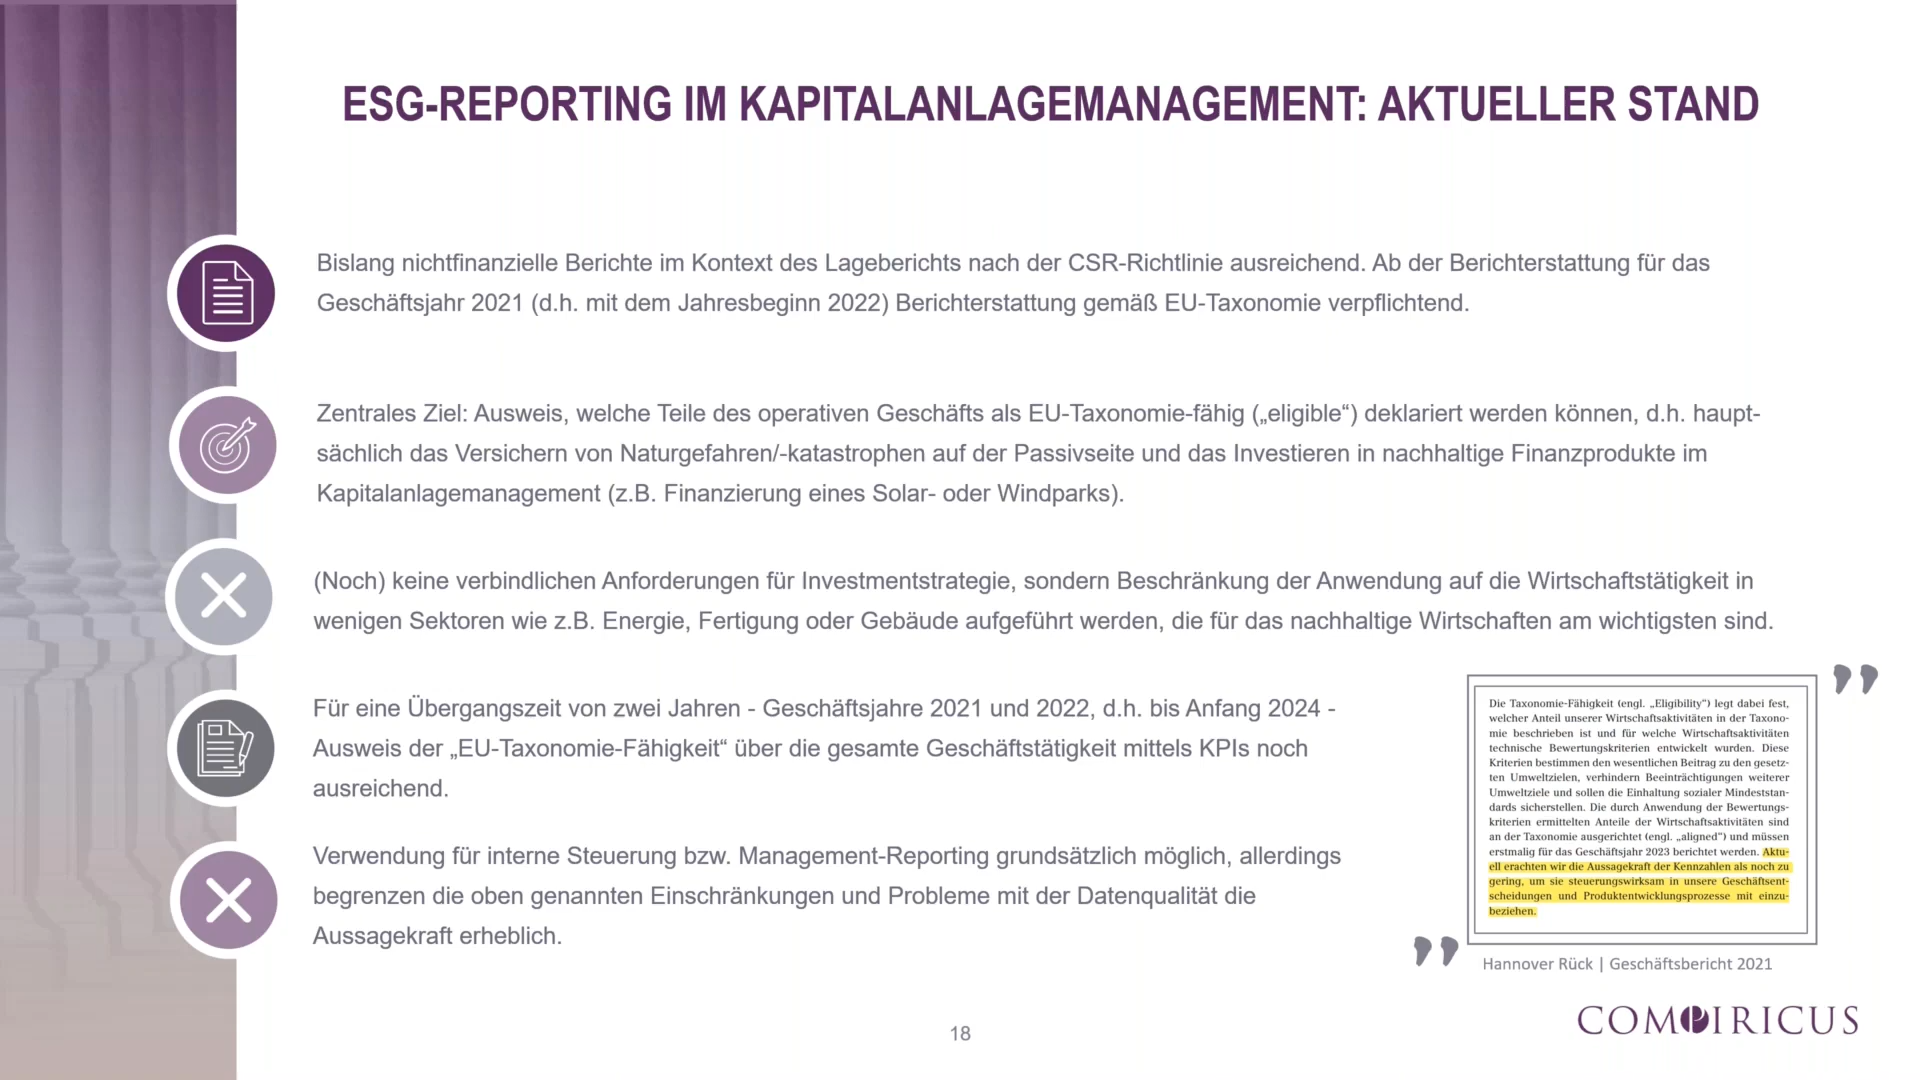 ESG-REPORTING IM KAPITALANLAGEMANAGEMENT: AKTUELLER STAND
Bislang nichtfinanzielle Berichte im Kontext des Lageberichts nach der CSR-Richtlinie ausreichend. Ab der Berichterstattung für das
Geschäftsjahr 2021 (d.h. mit dem Jahresbeginn 2022) Berichterstattung gemäß EU-Taxonomie verpflichtend.
Zentrales Ziel: Ausweis, welche Teile des operativen Geschäfts als EU-Taxonomie-fähig („eligible“) deklariert werden können, d.h. haupt-
sächlich das Versichern von Naturgefahren/-katastrophen auf der Passivseite und das Investieren in nachhaltige Finanzprodukte im
Kapitalanlagemanagement (z.B. Finanzierung eines Solar- oder Windparks).
(Noch) keine verbindlichen Anforderungen für Investmentstrategie, sondern Beschränkung der Anwendung auf die Wirtschaftstätigkeit in
wenigen Sektoren wie z.B. Energie, Fertigung oder Gebäude aufgeführt werden, die für das nachhaltige Wirtschaften am wichtigsten sind.
Für eine Übergangszeit von zwei Jahren - Geschäftsjahre 2021 und 2022, d.h. bis Anfang 2024 -
Ausweis der „EU-Taxonomie-Fähigkeit“ über die gesamte Geschäftstätigkeit mittels KPIs noch
ausreichend.
Verwendung für interne Steuerung bzw. Management-Reporting grundsätzlich möglich, allerdings
begrenzen die oben genannten Einschränkungen und Probleme mit der Datenqualität die
Aussagekraft erheblich.
”
Die Taxonomie-Fähigkeit (engl. „Eligibility”) legt dabei fest,
welcher Anteil unserer Wirtschaftsaktivitäten in der Taxono-
mie beschrieben ist und für welche Wirtschaftsaktivitäten
technische Bewertungskriterien entwickelt wurden. Diese
Kriterien bestimmen den wesentlichen Beitrag zu den gesetz-
ten Umweltzielen, verhindern Beeinträchtigungen weiterer
Umweltziele und sollen die Einhaltung sozialer Mindeststan-
dards sicherstellen. Die durch Anwendung der Bewertungs-
kriterien ermittelten Anteile der Wirtschaftsaktivitäten sind
an der Taxonomie ausgerichtet (engl. „aligned”) und müssen
erstmalig für das Geschäftsjahr 2023 berichtet werden. Aktu-
ell erachten wir die Aussagekraft der Kennzahlen als noch zu
gering, um sie steuerungswirksam in unsere Geschäftsent-
scheidungen und Produktentwicklungsprozesse mit einzu-
beziehen.
”
Hannover Rück | Geschäftsbericht 2021
COMPIRICUS
18